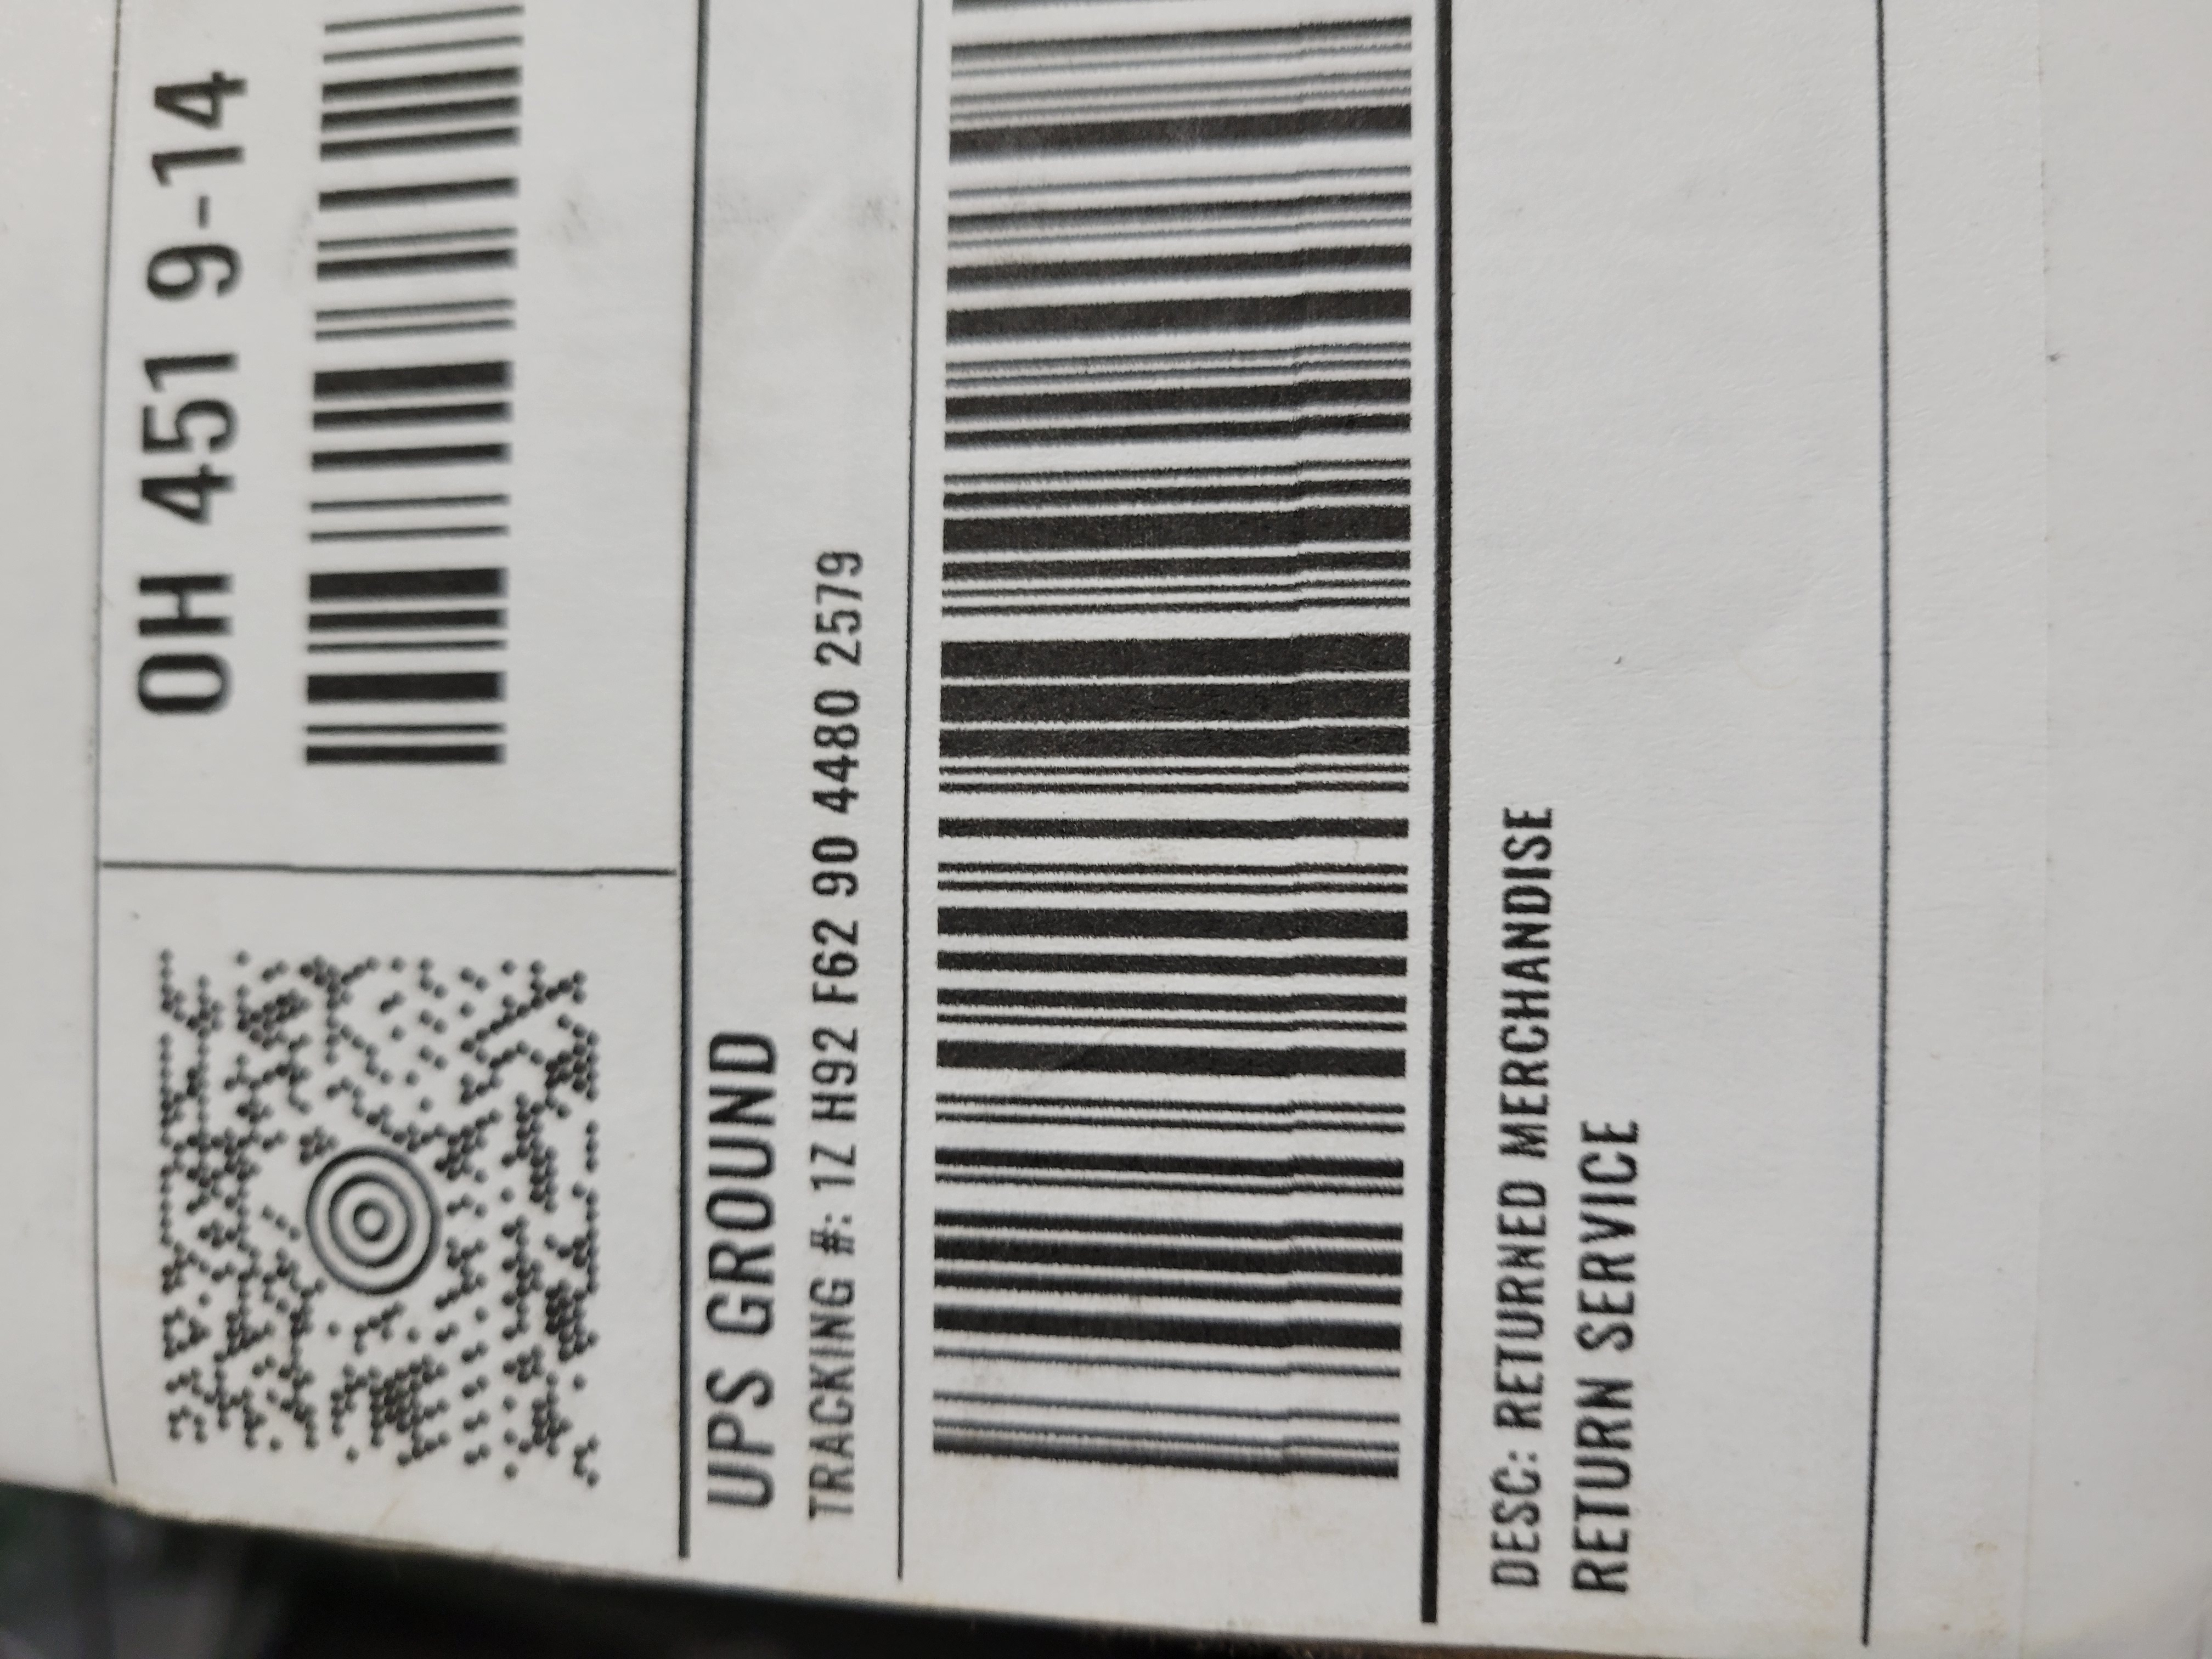 OH 451 9-14
UPS GROUND
TRACKING #: 1Z H92 F62 90 4480 2579
DESC: RETURNED MERCHANDISE
RETURN SERVICE